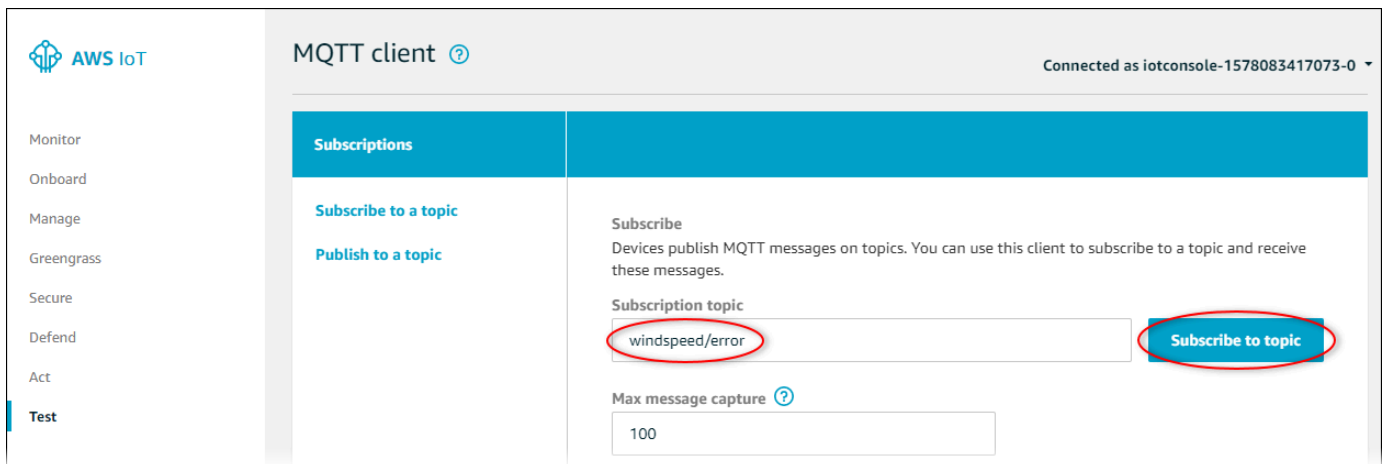 AWS IoT
MQTT client ?
Connected as iotconsole-1578083417073-0
Monitor
Onboard
Manage
Greengrass
Secure
Defend
Act
Test
Subscriptions
Subscribe to a topic
Publish to a topic
Subscribe
Devices publish MQTT messages on topics. You can use this client to subscribe to a topic and receive
these messages.
Subscription topic
windspeed/error
Subscribe to topic
Max message capture ?
100